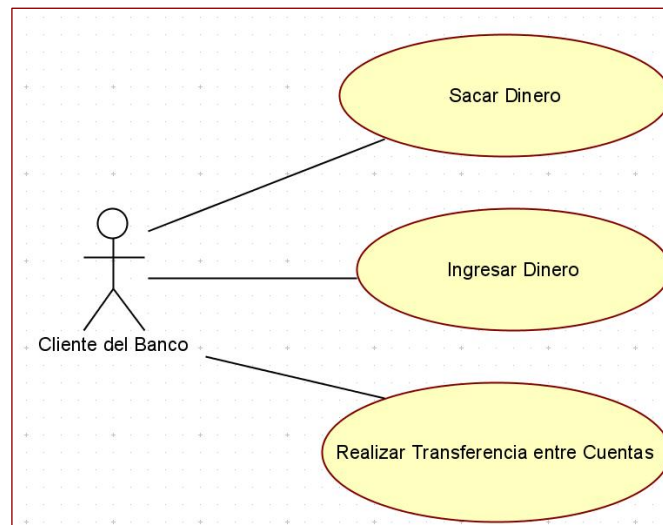 Sacar Dinero
Ingresar Dinero
Cliente del Banco
Realizar Transferencia entre Cuentas